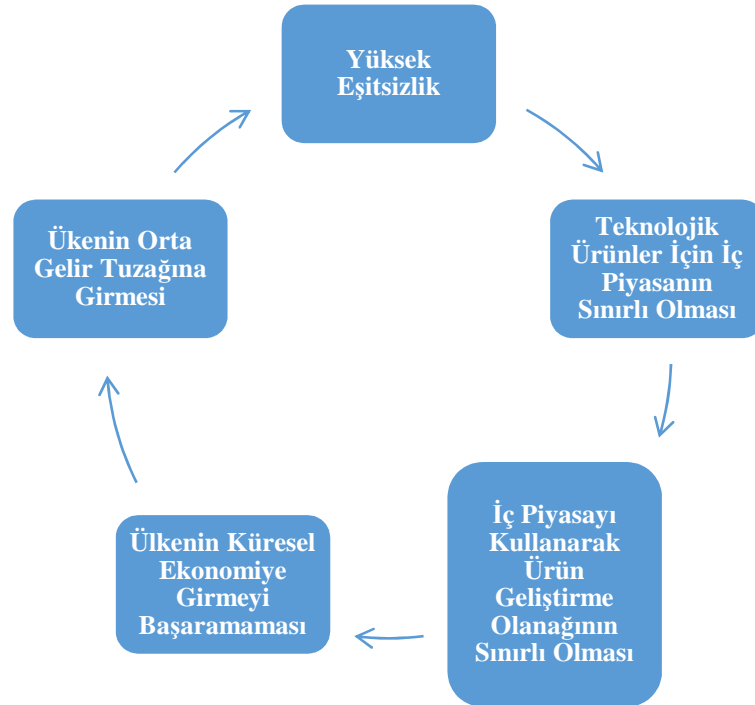 Yüksek
Eşitsizlik
Teknolojik
Ürünler İçin İç
Piyasanın
Sınırlı Olması
İç Piyasayı
Kullanarak
Ürün
Geliştirme
Olanağının
Sınırlı Olması
Ülkenin Küresel
Ekonomiye
Girmeyi
Başaramaması
Ükenin Orta
Gelir Tuzağına
Girmesi